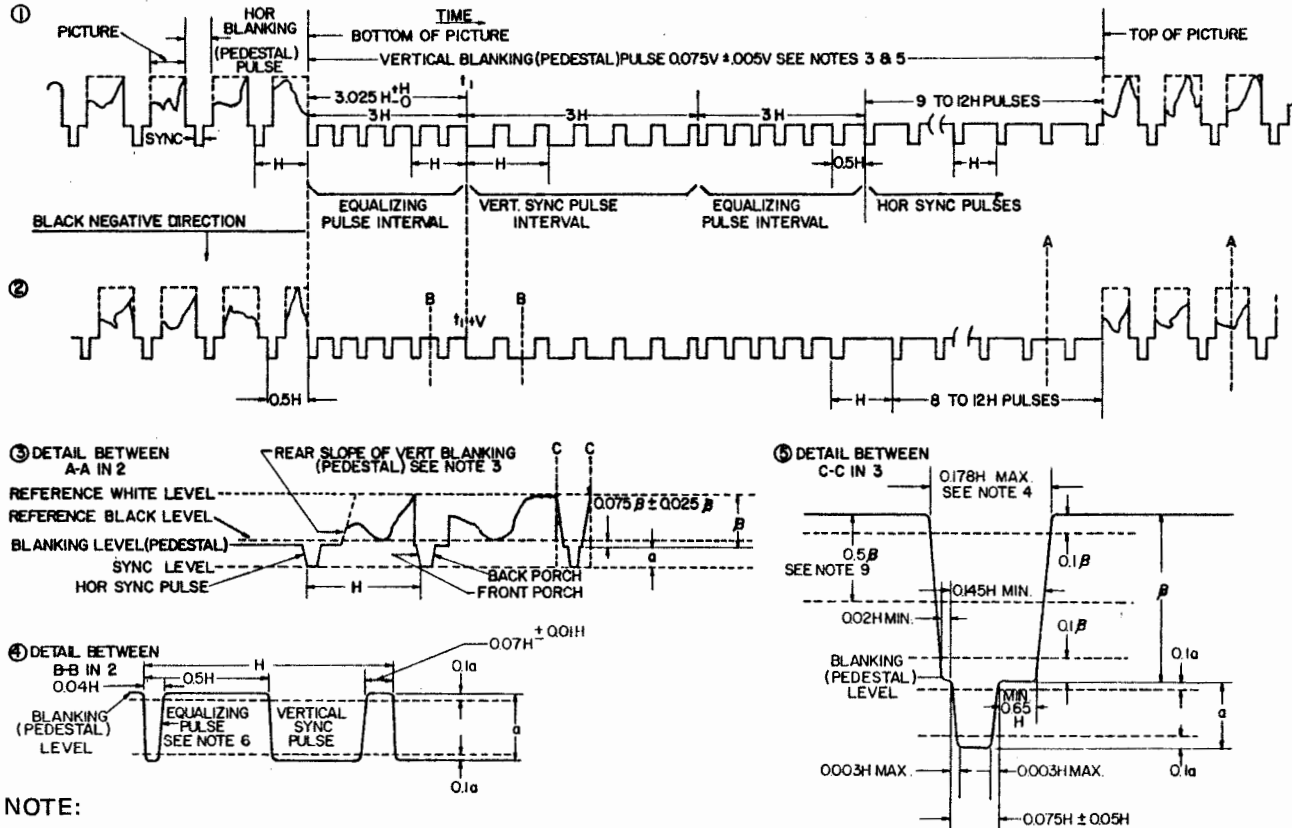 ①
HOR
BLANKING
(PEDESTAL)
PULSE
PICTURE
TIME
BOTTOM OF PICTURE
TOP OF PICTURE
VERTICAL BLANKING (PEDESTAL) PULSE 0.075V ±.005V SEE NOTES 3 & 5
t₁
3.025 H +H -0
3H
3H
3H
9 TO 12H PULSES
SYNC
H
H
H
0.5H
H
EQUALIZING
PULSE INTERVAL
VERT. SYNC PULSE
INTERVAL
EQUALIZING
PULSE INTERVAL
HOR SYNC PULSES
BLACK NEGATIVE DIRECTION
②
B
t₁+V
B
A
A
0.5H
H
8 TO 12H PULSES
③ DETAIL BETWEEN
A-A IN 2
REAR SLOPE OF VERT BLANKING
(PEDESTAL) SEE NOTE 3
C
C
REFERENCE WHITE LEVEL
REFERENCE BLACK LEVEL
BLANKING LEVEL (PEDESTAL)
SYNC LEVEL
HOR SYNC PULSE
0.075 β ± 0.025 β
β
a
H
BACK PORCH
FRONT PORCH
④ DETAIL BETWEEN
B-B IN 2
H
0.07H ± 0.01H
0.04H
0.5H
0.1a
BLANKING
(PEDESTAL)
LEVEL
EQUALIZING
PULSE
SEE NOTE 6
VERTICAL
SYNC
PULSE
a
0.1a
⑤ DETAIL BETWEEN
C-C IN 3
0.178H MAX.
SEE NOTE 4
0.5β
SEE NOTE 9
0.1β
0.145H MIN.
β
0.02H MIN.
0.1β
BLANKING
(PEDESTAL)
LEVEL
0.1a
MIN
0.65
H
a
0.003H MAX.
0.003H MAX.
0.1a
0.075H ± 0.05H
NOTE: